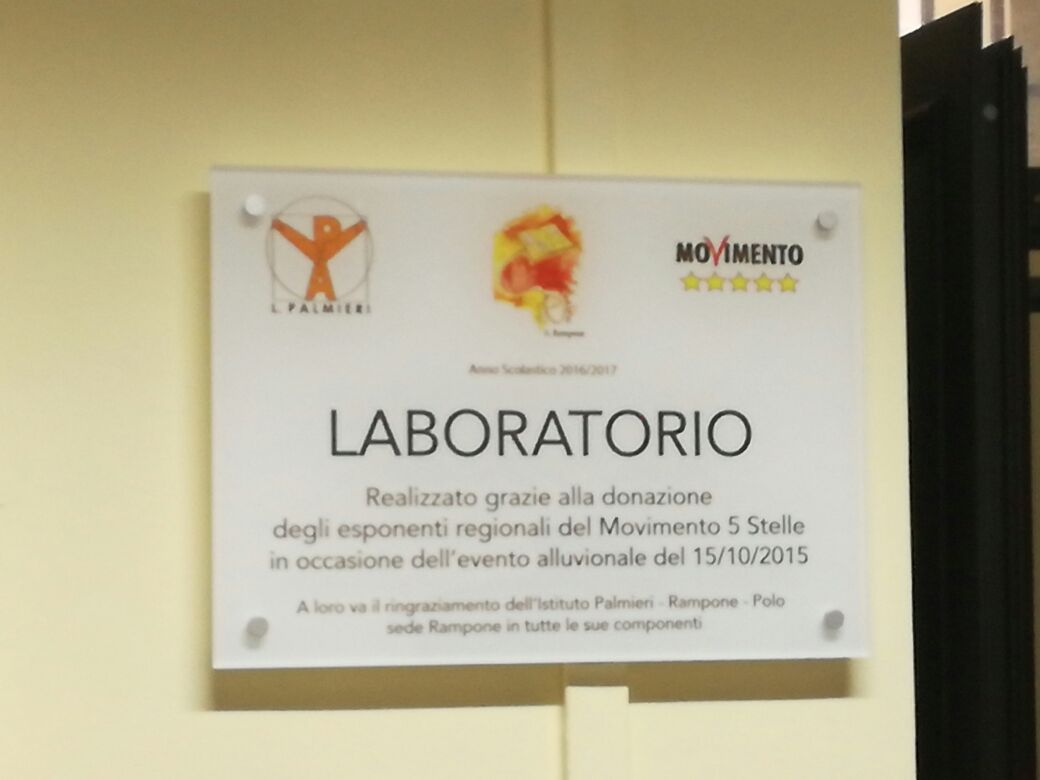 L. PALMIERI
MOVIMENTO
Rampone
Anno Scolastico 2016/2017
LABORATORIO
Realizzato grazie alla donazione
degli esponenti regionali del Movimento 5 Stelle
in occasione dell'evento alluvionale del 15/10/2015
A loro va il ringraziamento dell'Istituto Palmieri - Rampone - Polo
sede Rampone in tutte le sue componenti